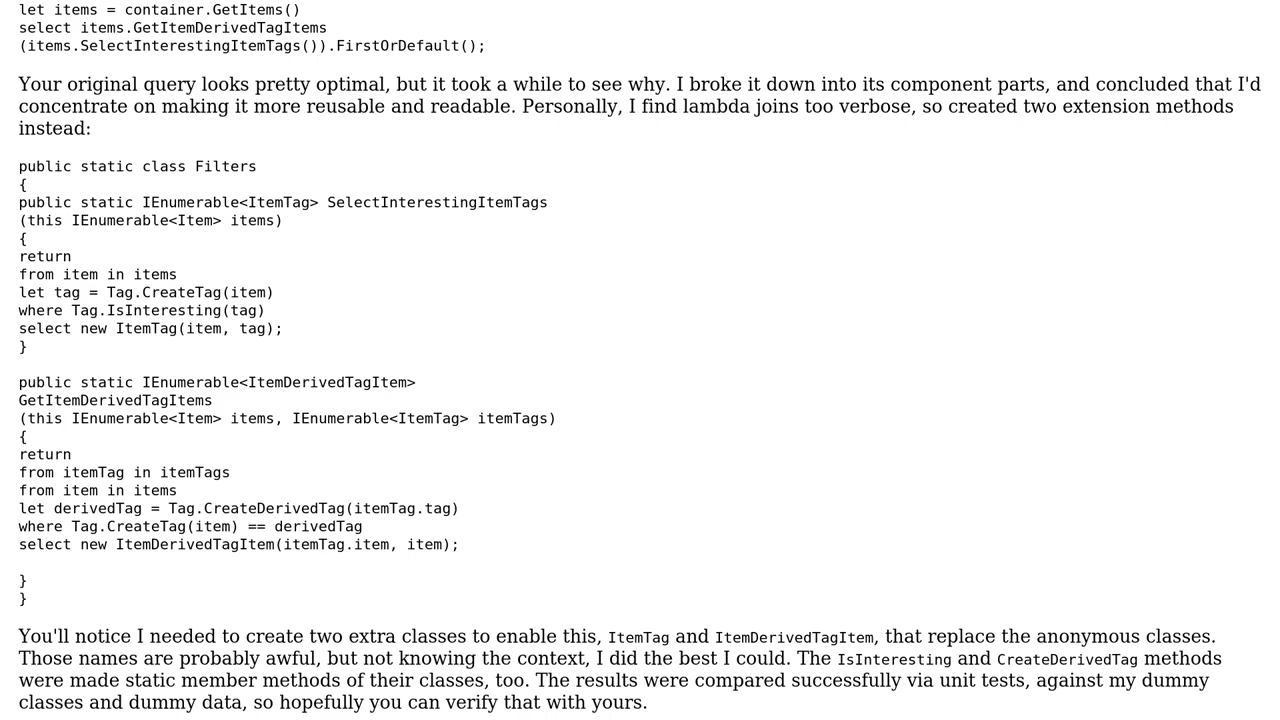 let items = container.GetItems()
select items.GetItemDerivedTagItems
(items.SelectInterestingItemTags()).FirstOrDefault();
Your original query looks pretty optimal, but it took a while to see why. I broke it down into its component parts, and concluded that I'd
concentrate on making it more reusable and readable. Personally, I find lambda joins too verbose, so created two extension methods
instead:
public static class Filters
{
public static IEnumerable<ItemTag> SelectInterestingItemTags
(this IEnumerable<Item> items)
{
return
from item in items
let tag = Tag.CreateTag(item)
where Tag.IsInteresting(tag)
select new ItemTag(item, tag);
}
public static IEnumerable<ItemDerivedTagItem>
GetItemDerivedTagItems
(this IEnumerable<Item> items, IEnumerable<ItemTag> itemTags)
{
return
from itemTag in itemTags
from item in items
let derivedTag = Tag.CreateDerivedTag(itemTag.tag)
where Tag.CreateTag(item) == derivedTag
select new ItemDerivedTagItem(itemTag.item, item);
}
}
You'll notice I needed to create two extra classes to enable this, ItemTag and ItemDerivedTagItem, that replace the anonymous classes.
Those names are probably awful, but not knowing the context, I did the best I could. The IsInteresting and CreateDerivedTag methods
were made static member methods of their classes, too. The results were compared successfully via unit tests, against my dummy
classes and dummy data, so hopefully you can verify that with yours.